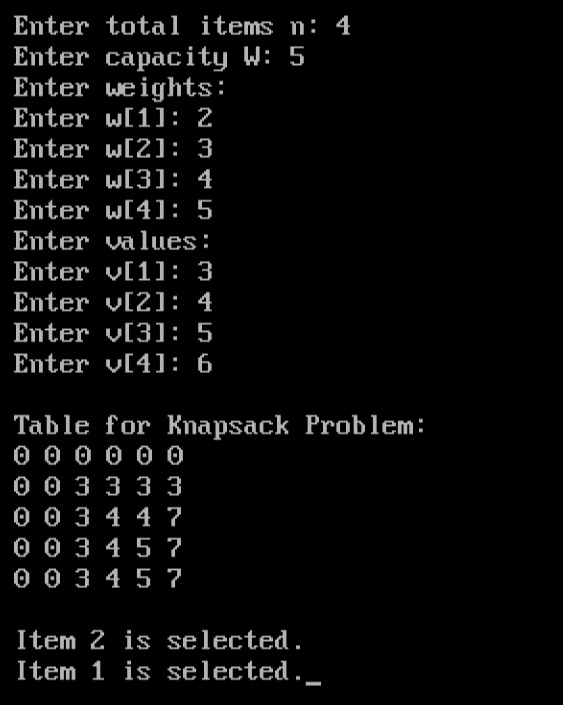 Enter total items n: 4
Enter capacity W: 5
Enter weights:
Enter w[1]: 2
Enter w[2]: 3
Enter w[3]: 4
Enter w[4]: 5
Enter values:
Enter v[1]: 3
Enter v[2]: 4
Enter v[3]: 5
Enter v[4]: 6
Table for Knapsack Problem:
0 0 0 0 0 0
0 0 3 3 3 3
0 0 3 4 4 7
0 0 3 4 5 7
0 0 3 4 5 7
Item 2 is selected.
Item 1 is selected._